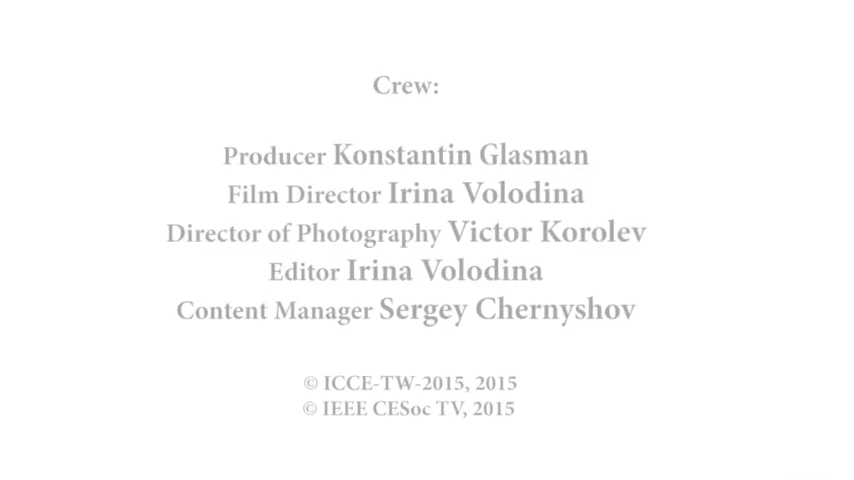 Crew:
Producer Konstantin Glasman
Film Director Irina Volodina
Director of Photography Victor Korolev
Editor Irina Volodina
Content Manager Sergey Chernyshov
© ICCE-TW-2015, 2015
© IEEE CESoc TV, 2015